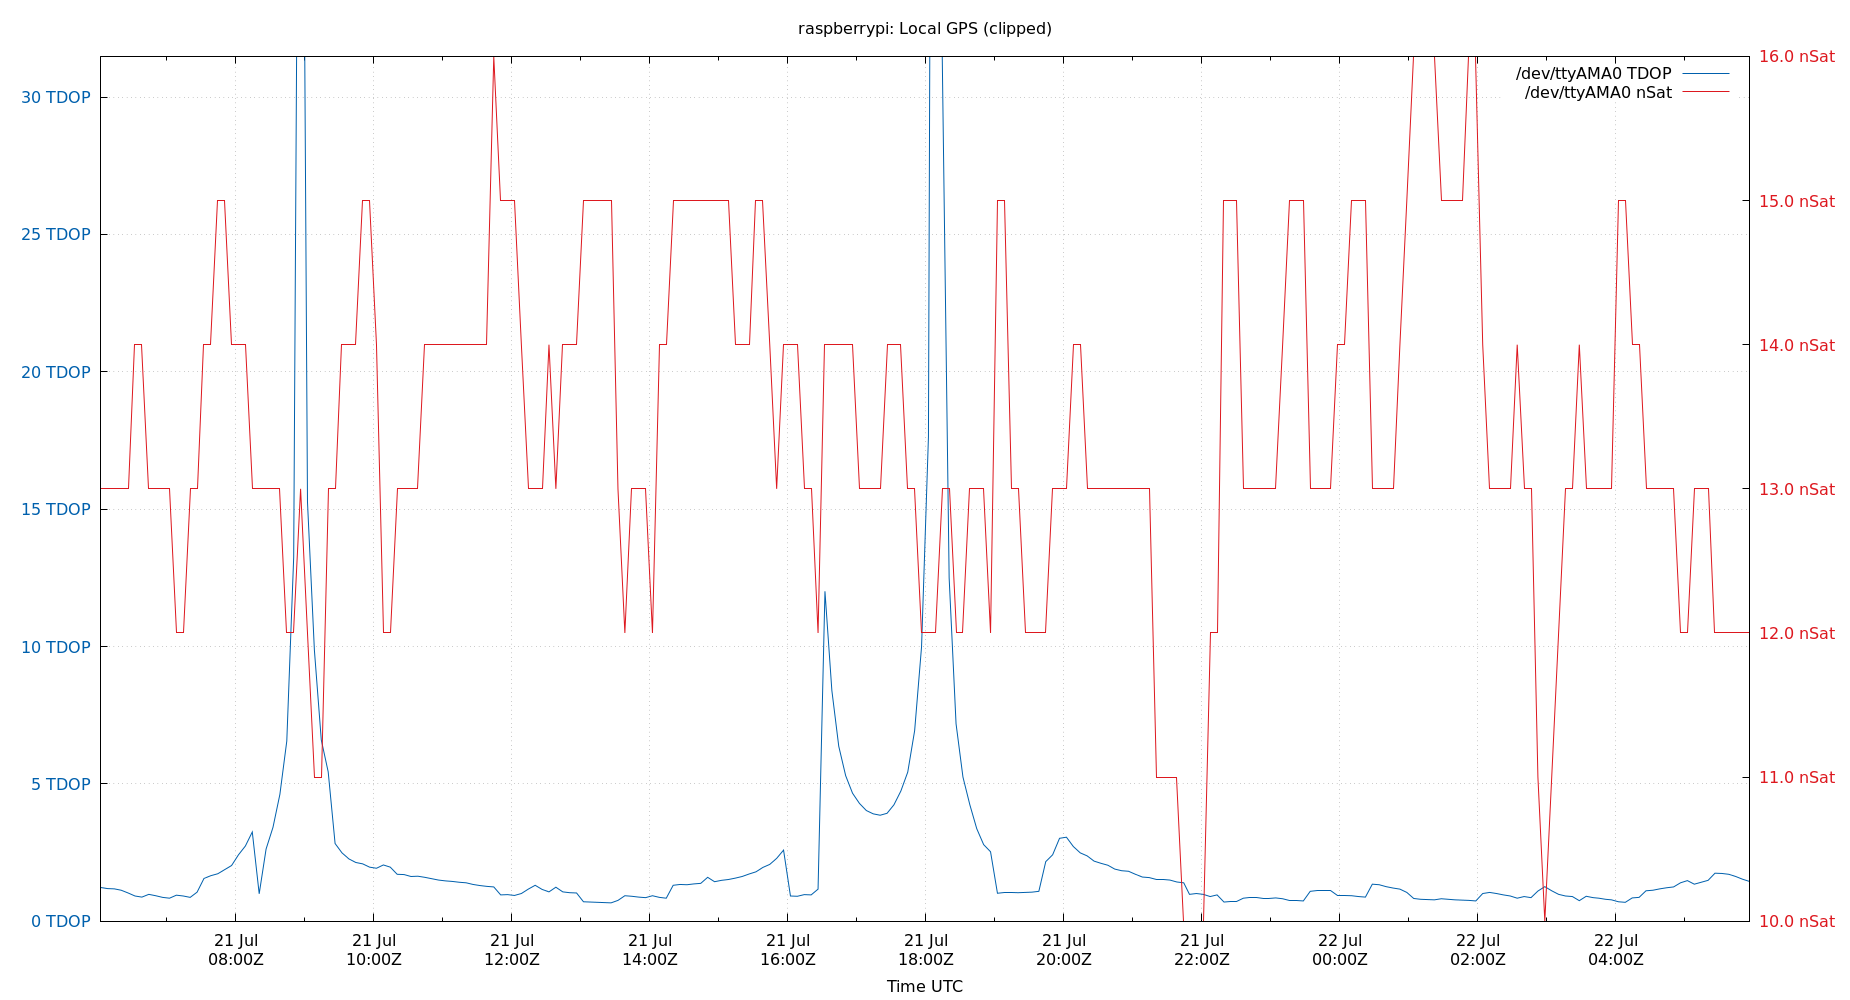 raspberrypi: Local GPS (clipped)
/dev/ttyAMA0 TDOP
/dev/ttyAMA0 nSat
30 TDOP
25 TDOP
20 TDOP
15 TDOP
10 TDOP
5 TDOP
0 TDOP
16.0 nSat
15.0 nSat
14.0 nSat
13.0 nSat
12.0 nSat
11.0 nSat
10.0 nSat
21 Jul
08:00Z
21 Jul
10:00Z
21 Jul
12:00Z
21 Jul
14:00Z
21 Jul
16:00Z
21 Jul
18:00Z
21 Jul
20:00Z
21 Jul
22:00Z
22 Jul
00:00Z
22 Jul
02:00Z
22 Jul
04:00Z
Time UTC